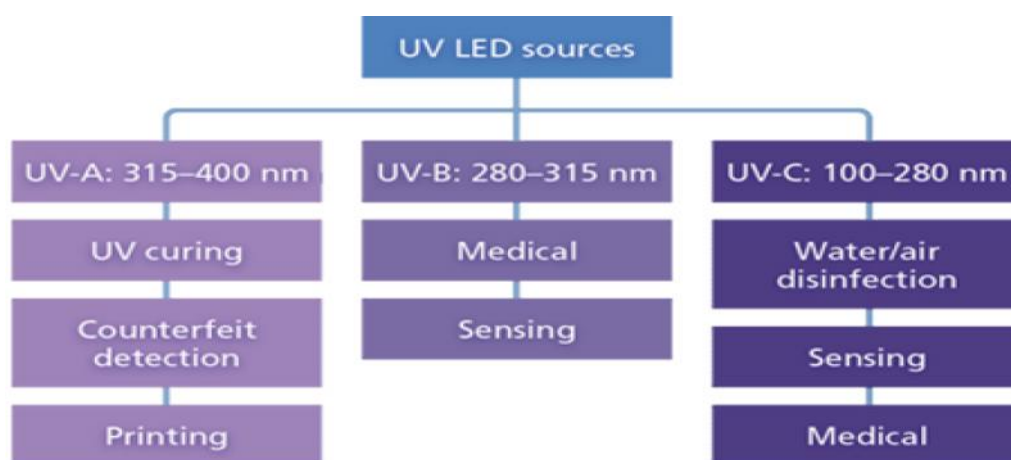 UV LED sources
UV-A: 315–400 nm
UV curing
Counterfeit
detection
Printing
UV-B: 280–315 nm
Medical
Sensing
UV-C: 100–280 nm
Water/air
disinfection
Sensing
Medical